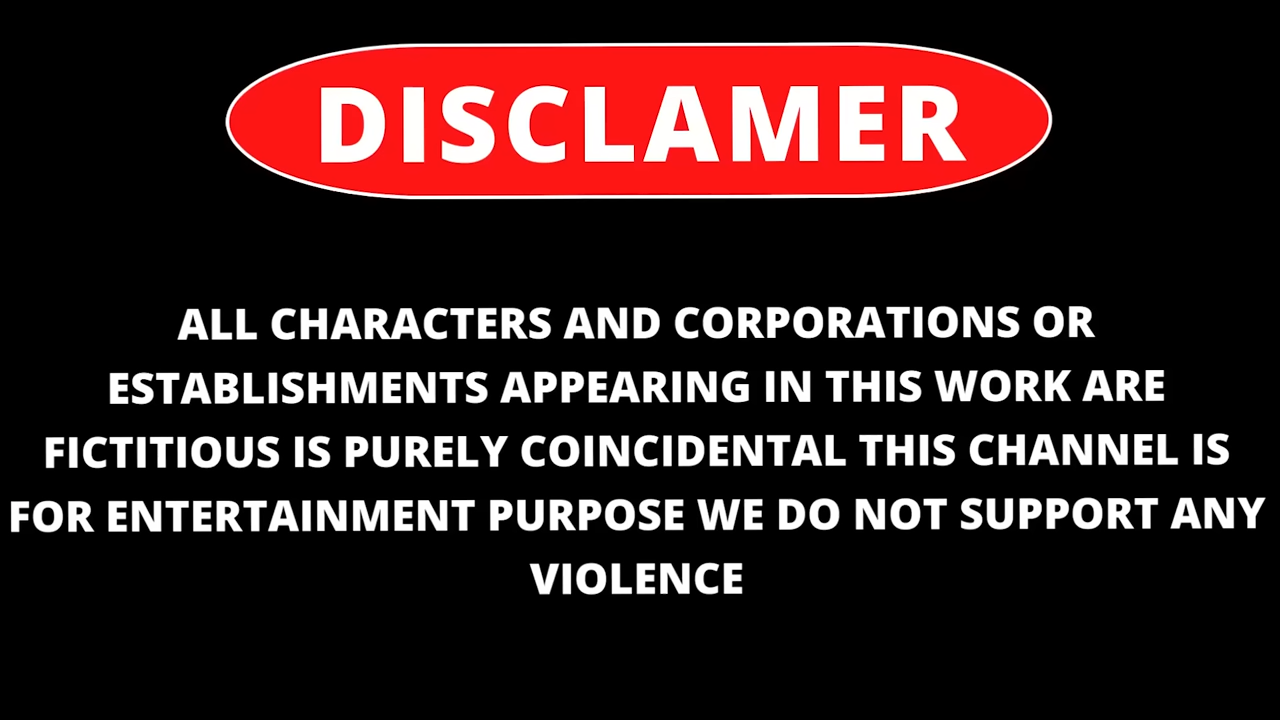 DISCLAMER
ALL CHARACTERS AND CORPORATIONS OR
ESTABLISHMENTS APPEARING IN THIS WORK ARE
FICTITIOUS IS PURELY COINCIDENTAL THIS CHANNEL IS
FOR ENTERTAINMENT PURPOSE WE DO NOT SUPPORT ANY
VIOLENCE